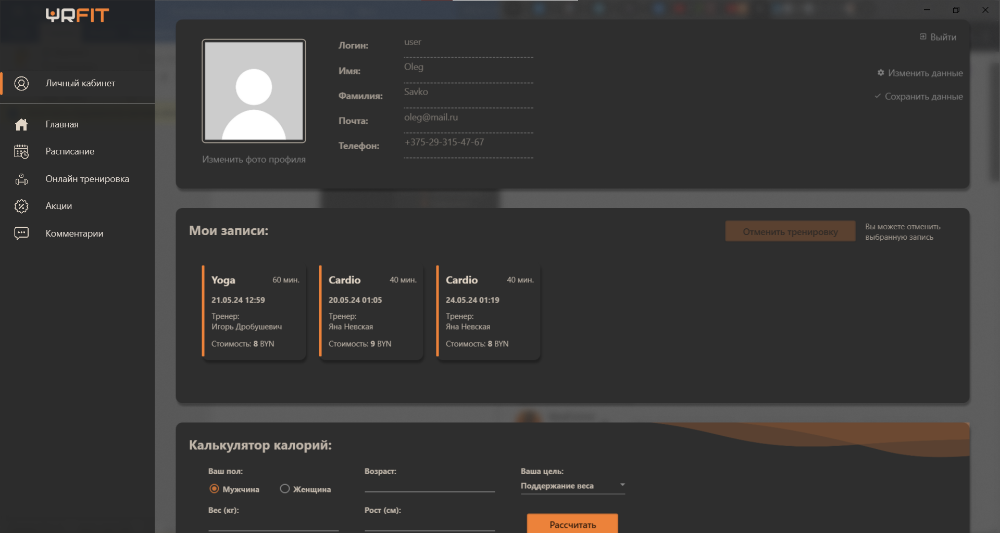 YRFIT
Личный кабинет
Главная
Расписание
Онлайн тренировка
Акции
Комментарии
Изменить фото профиля
Логин: user
Имя: Oleg
Фамилия: Savko
Почта: oleg@mail.ru
Телефон: +375-29-315-47-67
Выйти
Изменить данные
Сохранить данные
Мои записи:
Отменить тренировку
Вы можете отменить
выбранную запись
Yoga 60 мин.
21.05.24 12:59
Тренер:
Игорь Дробушевич
Стоимость: 8 BYN
Cardio 40 мин.
20.05.24 01:05
Тренер:
Яна Невская
Стоимость: 9 BYN
Cardio 40 мин.
24.05.24 01:19
Тренер:
Яна Невская
Стоимость: 8 BYN
Калькулятор калорий:
Ваш пол:
Мужчина Женщина
Возраст:
Ваша цель:
Поддержание веса
Вес (кг):
Рост (см):
Рассчитать